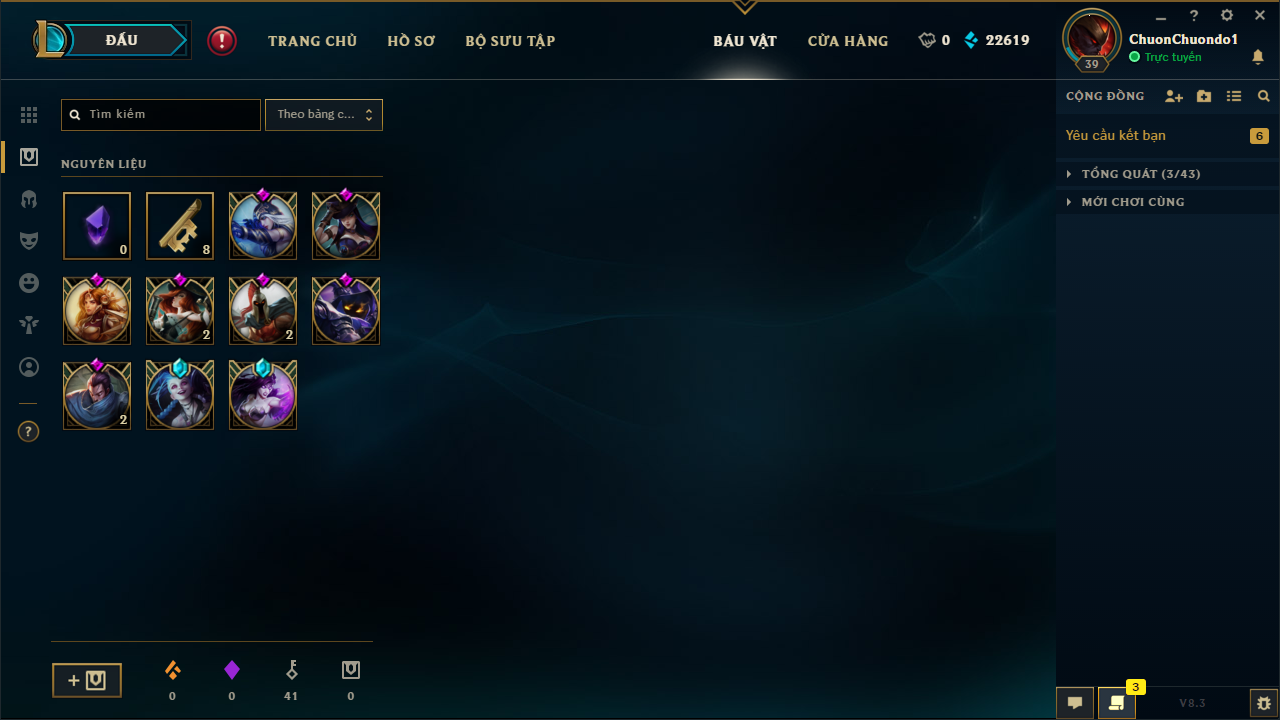 ĐẤU
!
TRANG CHỦ
HỒ SƠ
BỘ SƯU TẬP
BÁU VẬT
CỬA HÀNG
0
22619
?
39
ChuonChuondo1
Trực tuyến
CỘNG ĐỒNG
Yêu cầu kết bạn
6
TỔNG QUÁT (3/43)
MỚI CHƠI CÙNG
Tìm kiếm
Theo bảng c...
NGUYÊN LIỆU
0
8
2
2
2
?
0
0
41
0
3
V8.3